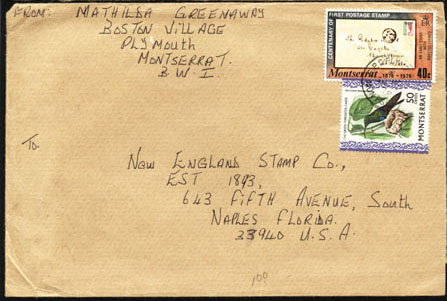 FROM: MATHILDA GREENAWAY
BOSTON VILLAGE
PLYMOUTH
MONTSERRAT.
B.W.I.
CENTENARY OF FIRST POSTAGE STAMP
Montserrat 1876 - 1976 40c
50
CENTS
MONTSERRAT
To.
NEW ENGLAND STAMP Co.,
EST 1893,
643 FIFTH AVENUE, South
NAPLES FLORIDA.
33940 U.S.A.
100